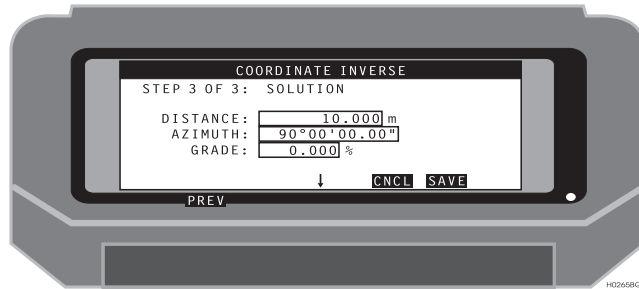 COORDINATE INVERSE
STEP 3 OF 3: SOLUTION
DISTANCE: 10.000 m
AZIMUTH: 90°00'00.00"
GRADE: 0.000 %
↓ CNCL SAVE
PREV